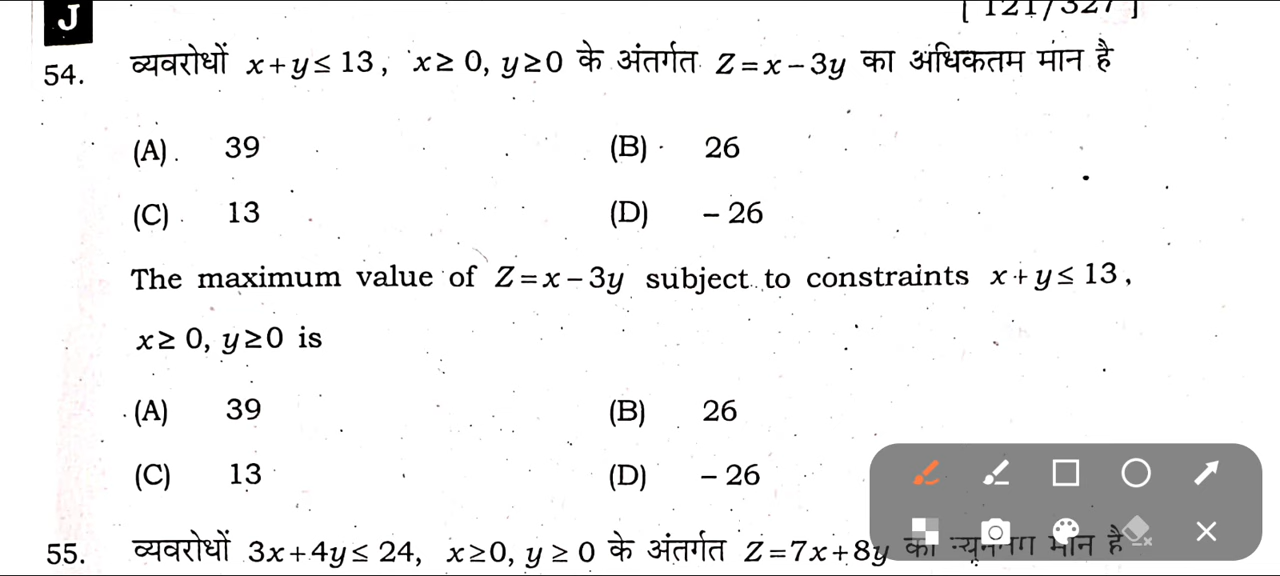 J
[ 121/327 ]
54. व्यवरोधों x+y≤ 13, x≥ 0, y≥0 के अंतर्गत Z=x–3y का अधिकतम मान है
(A) 39 (B) 26
(C) 13 (D) – 26
The maximum value of Z=x–3y subject to constraints x+y≤ 13,
x≥ 0, y≥0 is
(A) 39 (B) 26
(C) 13 (D) – 26
55. व्यवरोधों 3x+4y≤ 24, x≥0, y ≥ 0 के अंतर्गत Z=7x+8y का मान है